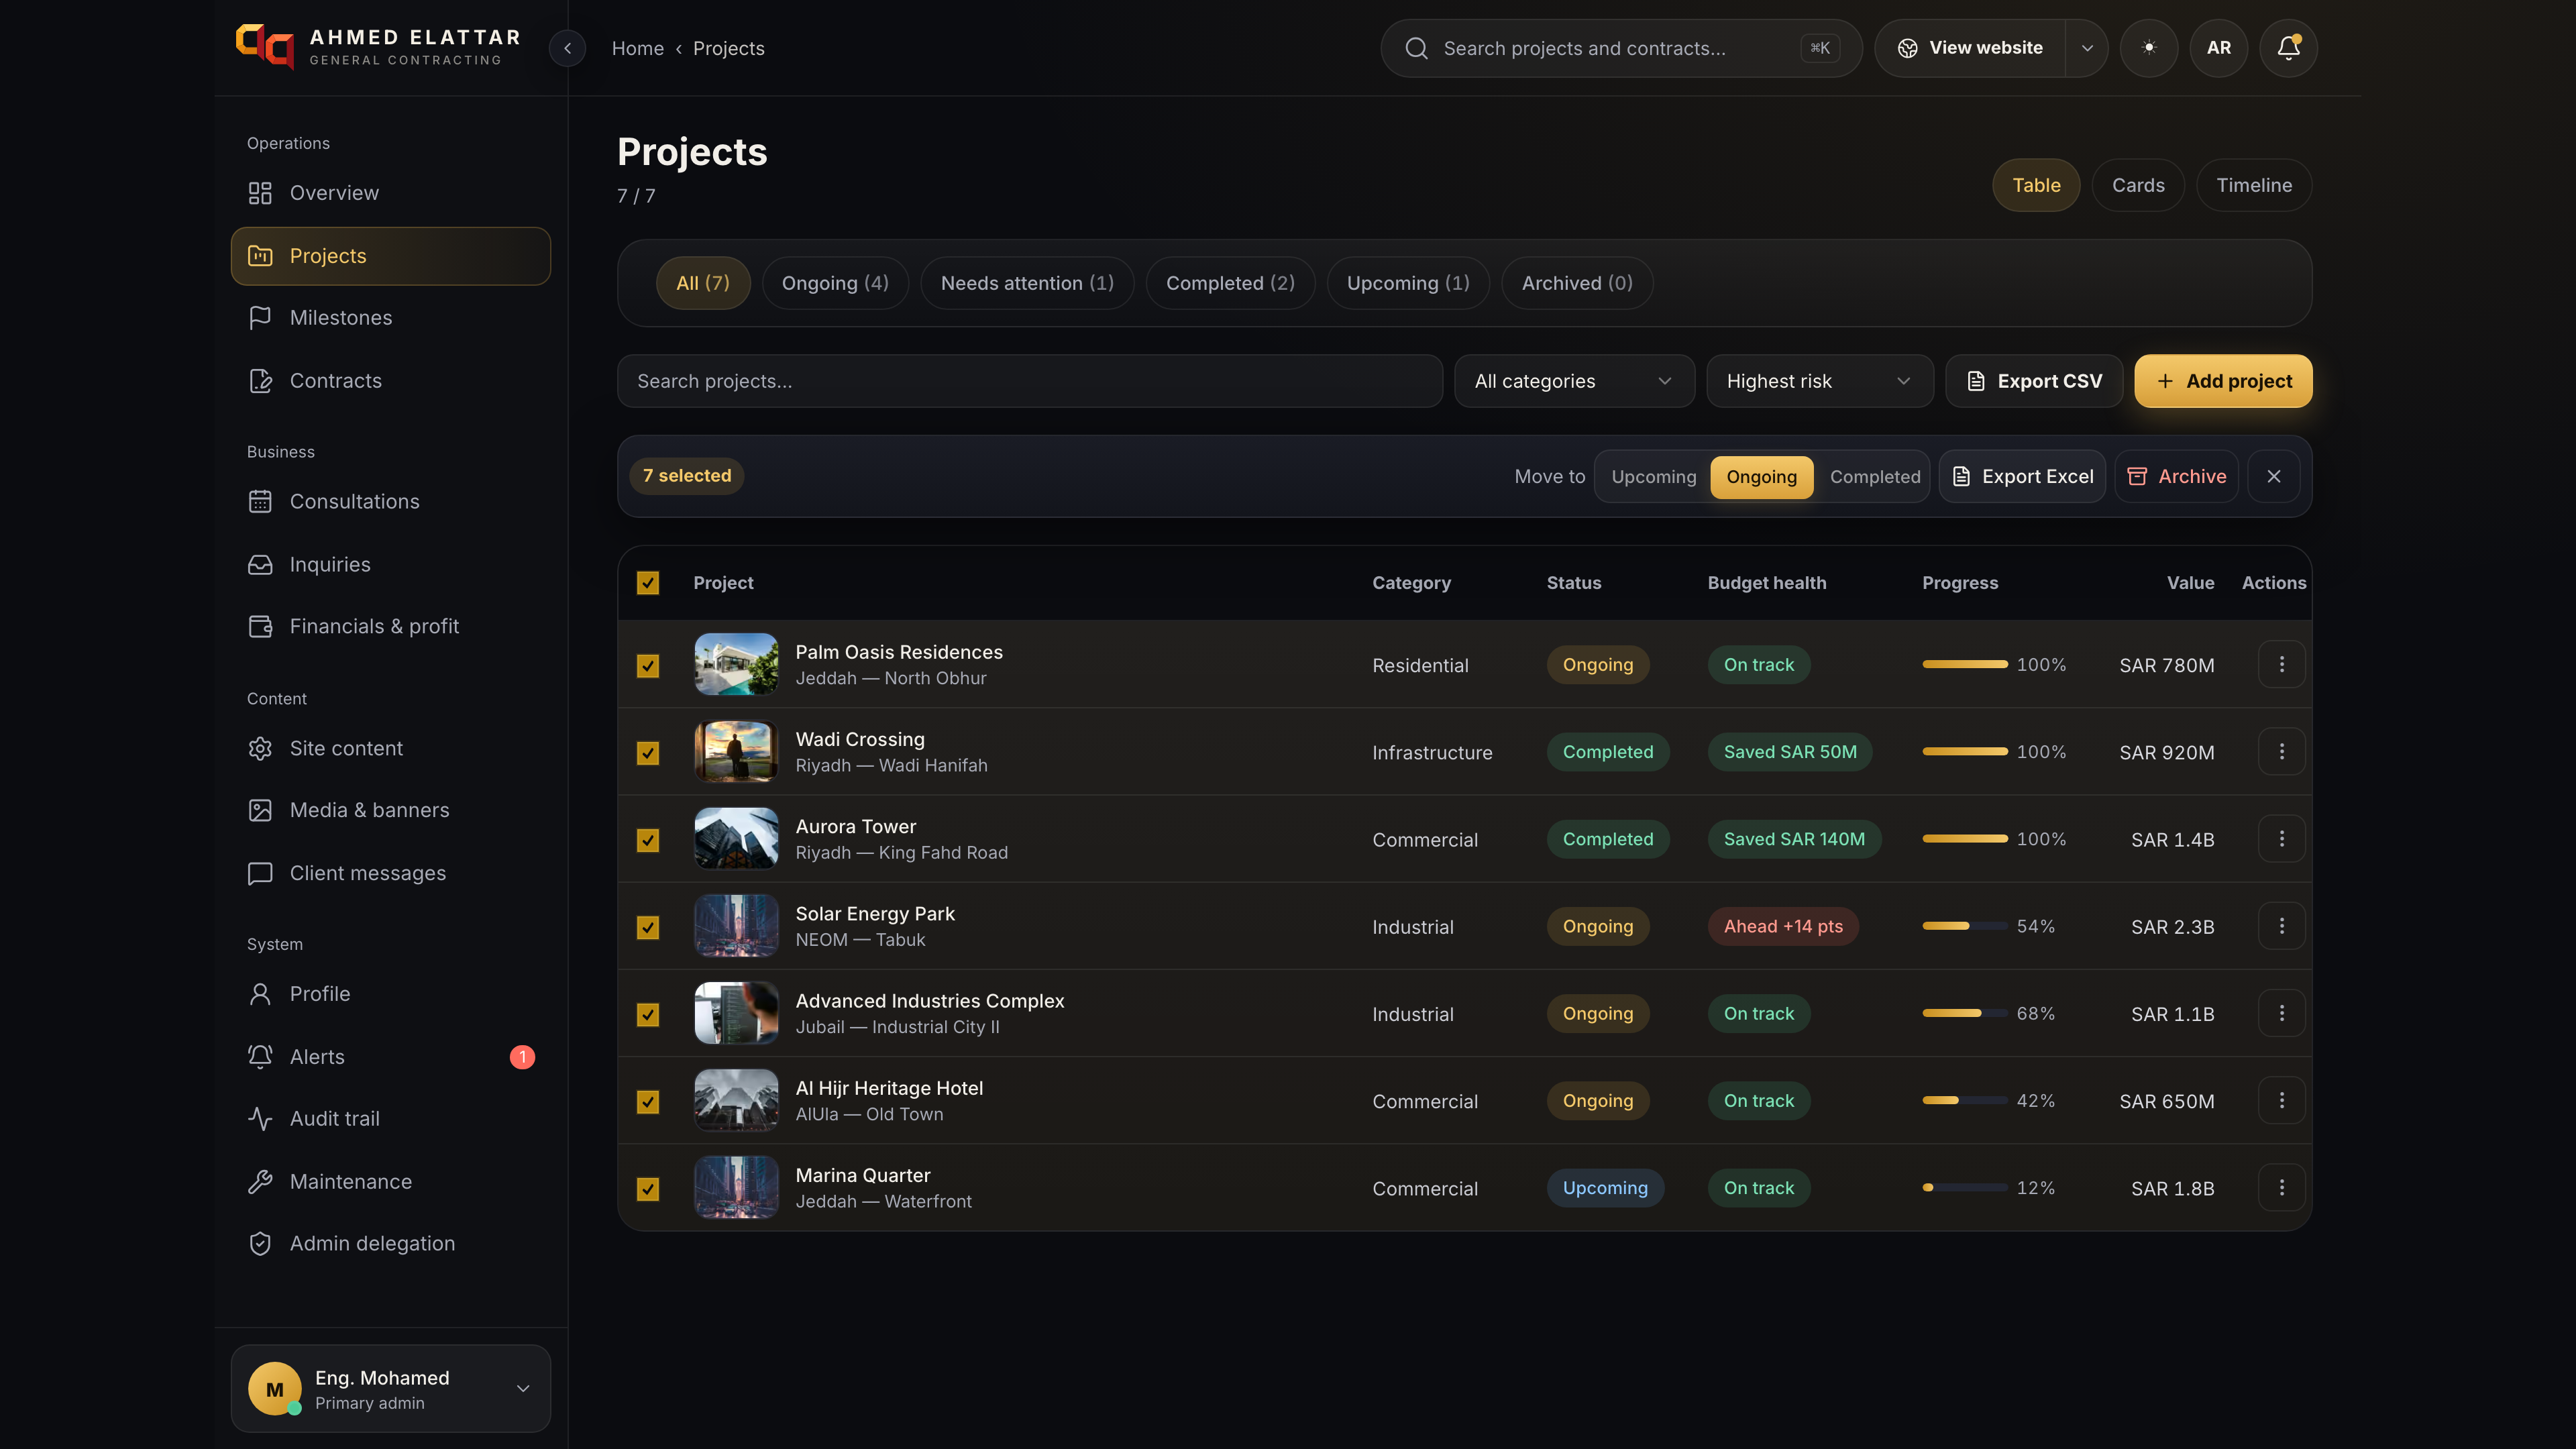 AHMED ELATTAR
GENERAL CONTRACTING
Home ‹ Projects
Search projects and contracts...
⌘K
View website
AR
Operations
Overview
Projects
Milestones
Contracts
Business
Consultations
Inquiries
Financials & profit
Content
Site content
Media & banners
Client messages
System
Profile
Alerts 1
Audit trail
Maintenance
Admin delegation
M
Eng. Mohamed
Primary admin
Projects
7 / 7
Table Cards Timeline
All (7) Ongoing (4) Needs attention (1) Completed (2) Upcoming (1) Archived (0)
Search projects... All categories Highest risk Export CSV + Add project
7 selected Move to Upcoming Ongoing Completed Export Excel Archive
Project Category Status Budget health Progress Value Actions
Palm Oasis Residences
Jeddah — North Obhur
Residential Ongoing On track 100% SAR 780M
Wadi Crossing
Riyadh — Wadi Hanifah
Infrastructure Completed Saved SAR 50M 100% SAR 920M
Aurora Tower
Riyadh — King Fahd Road
Commercial Completed Saved SAR 140M 100% SAR 1.4B
Solar Energy Park
NEOM — Tabuk
Industrial Ongoing Ahead +14 pts 54% SAR 2.3B
Advanced Industries Complex
Jubail — Industrial City II
Industrial Ongoing On track 68% SAR 1.1B
Al Hijr Heritage Hotel
AlUla — Old Town
Commercial Ongoing On track 42% SAR 650M
Marina Quarter
Jeddah — Waterfront
Commercial Upcoming On track 12% SAR 1.8B